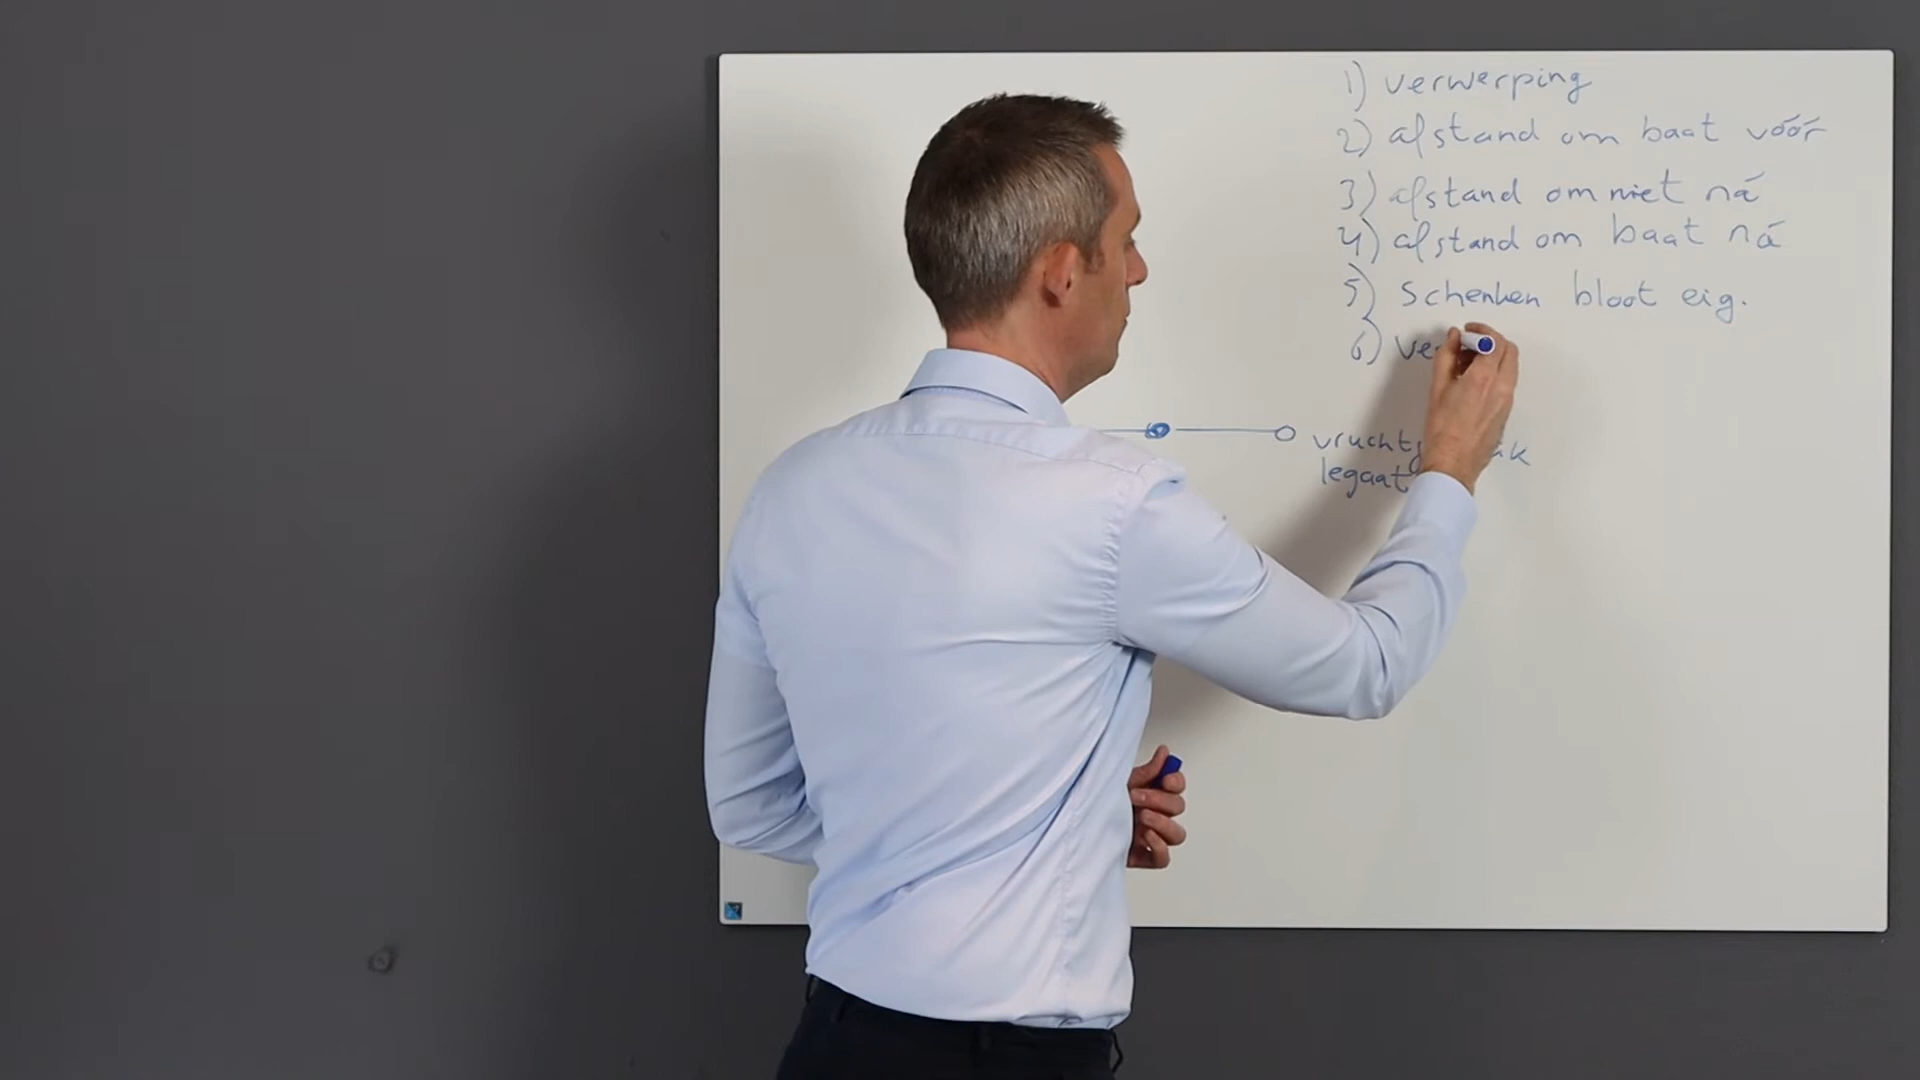 1) verwerping
2) afstand om baat vóór
3) afstand om niet ná
4) afstand om baat ná
5) Schenken bloot eig.
6) ve
legaat